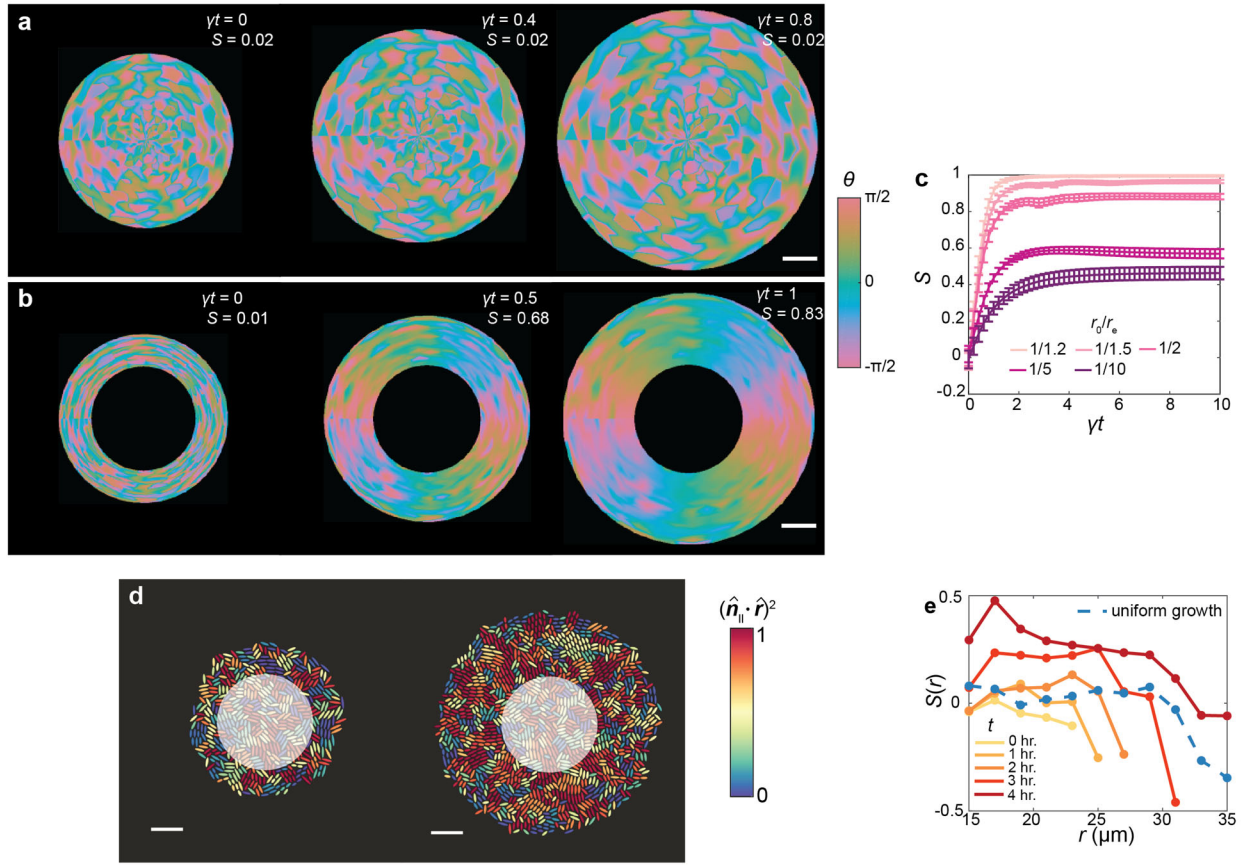 a
γt = 0
S = 0.02
γt = 0.4
S = 0.02
γt = 0.8
S = 0.02
b
γt = 0
S = 0.01
γt = 0.5
S = 0.68
γt = 1
S = 0.83
θ
π/2
0
-π/2
c
1
0.8
0.6
0.4
0.2
0
-0.2
S
r₀/rₑ
1/1.2 1/1.5 1/2
1/5 1/10
0 2 4 6 8 10
γt
d
(n̂_ll · r̂)²
1
0
e
0.5
0
-0.5
S(r)
uniform growth
t
0 hr.
1 hr.
2 hr.
3 hr.
4 hr.
15 20 25 30 35
r (μm)